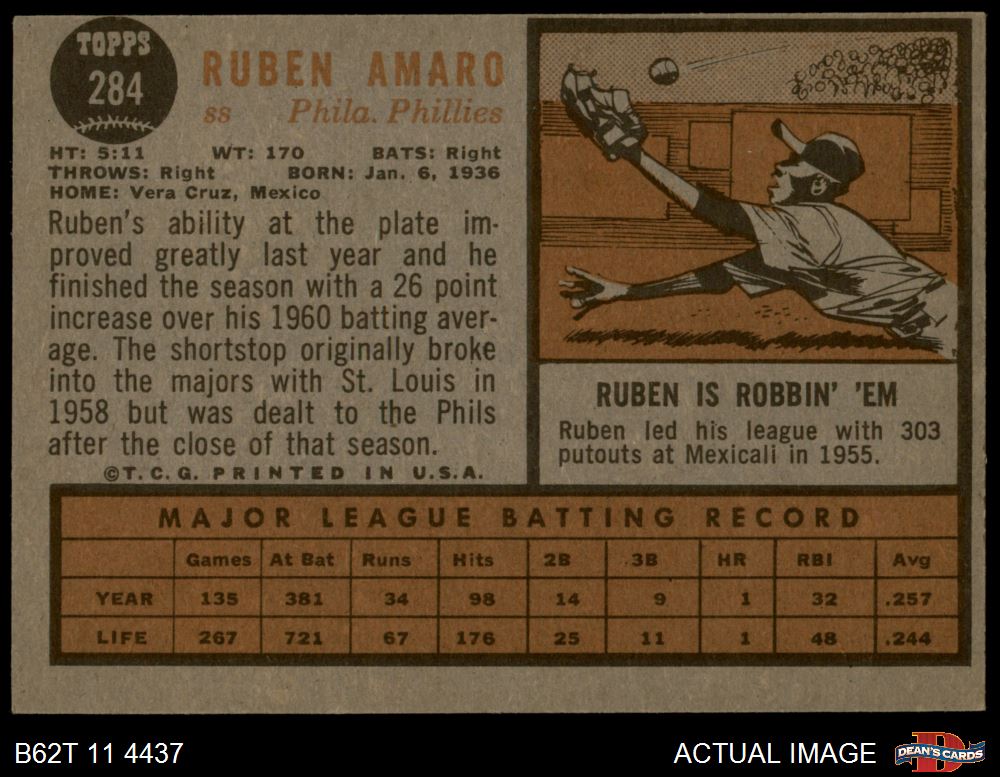 TOPPS
284
RUBEN AMARO
ss Phila. Phillies
HT: 5:11 WT: 170 BATS: Right
THROWS: Right BORN: Jan. 6, 1936
HOME: Vera Cruz, Mexico
Ruben's ability at the plate im-
proved greatly last year and he
finished the season with a 26 point
increase over his 1960 batting aver-
age. The shortstop originally broke
into the majors with St. Louis in
1958 but was dealt to the Phils
after the close of that season.
©T.C.G. PRINTED IN U.S.A.
RUBEN IS ROBBIN' 'EM
Ruben led his league with 303
putouts at Mexicali in 1955.
MAJOR LEAGUE BATTING RECORD
Games At Bat Runs Hits 2B 3B HR RBI Avg
YEAR 135 381 34 98 14 9 1 32 .257
LIFE 267 721 67 176 25 11 1 48 .244
B62T 11 4437
ACTUAL IMAGE
D
DEAN'S CARDS